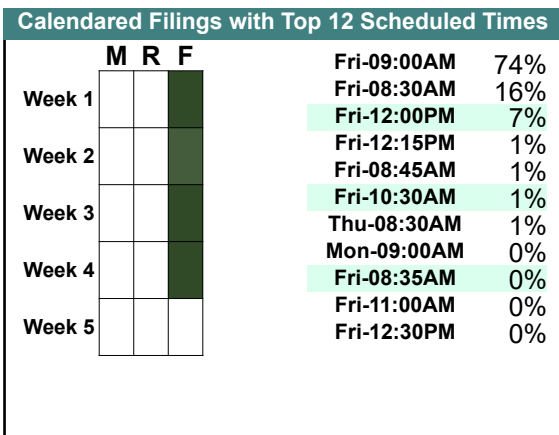 Calendared Filings with Top 12 Scheduled Times
M R F
Week 1
Week 2
Week 3
Week 4
Week 5
Fri-09:00AM 74%
Fri-08:30AM 16%
Fri-12:00PM 7%
Fri-12:15PM 1%
Fri-08:45AM 1%
Fri-10:30AM 1%
Thu-08:30AM 1%
Mon-09:00AM 0%
Fri-08:35AM 0%
Fri-11:00AM 0%
Fri-12:30PM 0%